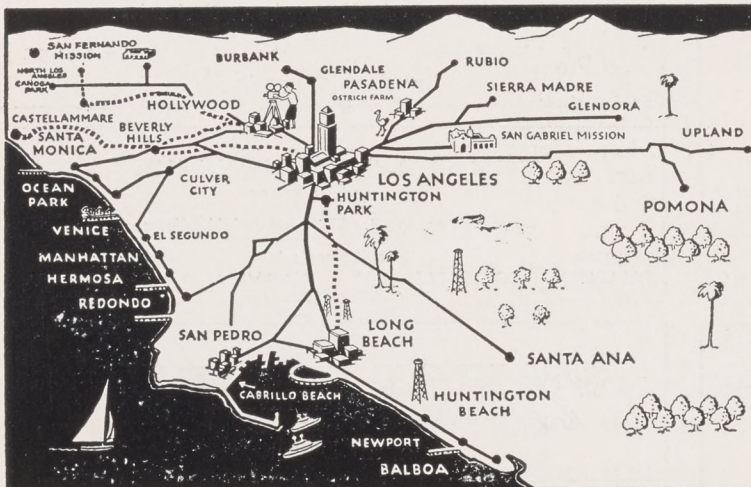 SAN FERNANDO
MISSION
NORTH LOS
ANGELES
CANOGA
PARK
BURBANK
GLENDALE
PASADENA
OSTRICH FARM
RUBIO
SIERRA MADRE
GLENDORA
HOLLYWOOD
CASTELLAMMARE
BEVERLY
HILLS
SANTA
MONICA
SAN GABRIEL MISSION
UPLAND
LOS ANGELES
POMONA
OCEAN
PARK
CULVER
CITY
HUNTINGTON
PARK
VENICE
EL SEGUNDO
MANHATTAN
HERMOSA
REDONDO
SAN PEDRO
LONG
BEACH
SANTA ANA
CABRILLO BEACH
HUNTINGTON
BEACH
NEWPORT
BALBOA